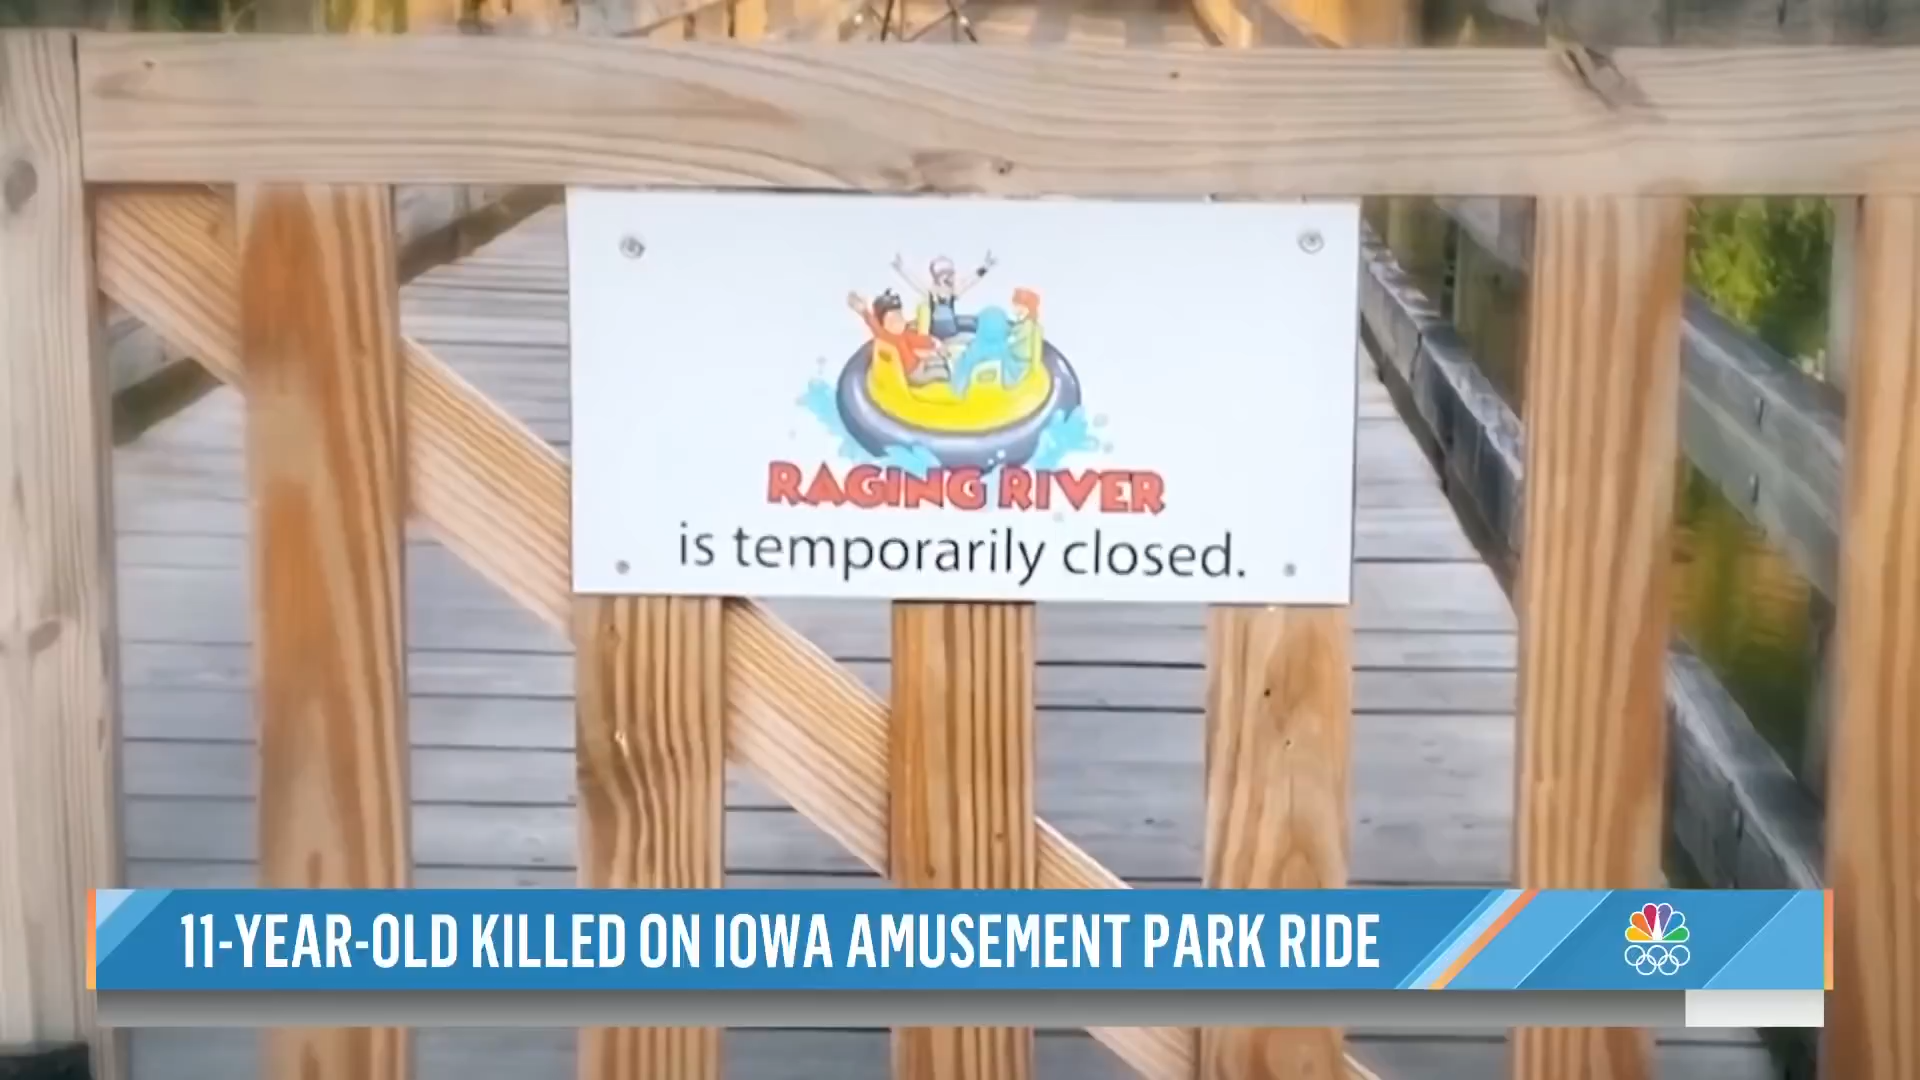 RAGING RIVER
is temporarily closed.
11-YEAR-OLD KILLED ON IOWA AMUSEMENT PARK RIDE